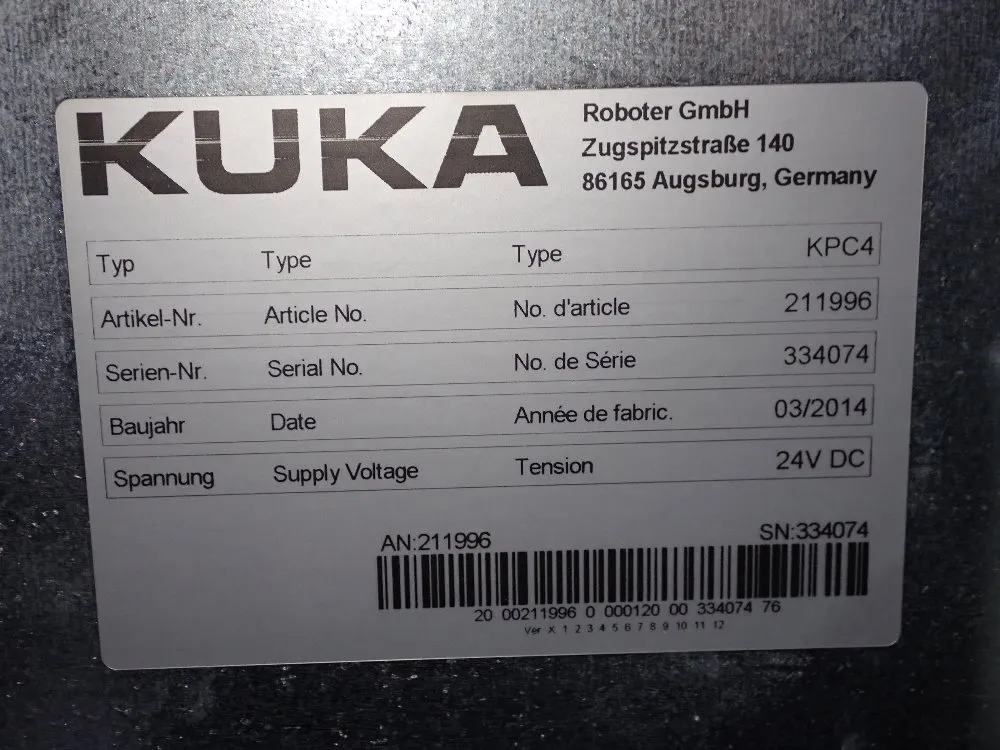 KUKA
Roboter GmbH
Zugspitzstraße 140
86165 Augsburg, Germany
Typ Type Type KPC4
Artikel-Nr. Article No. No. d'article 211996
Serien-Nr. Serial No. No. de Série 334074
Baujahr Date Année de fabric. 03/2014
Spannung Supply Voltage Tension 24V DC
AN:211996 SN:334074
20 00211996 0 000120 00 334074 76
Ver X 1 2 3 4 5 6 7 8 9 10 11 12